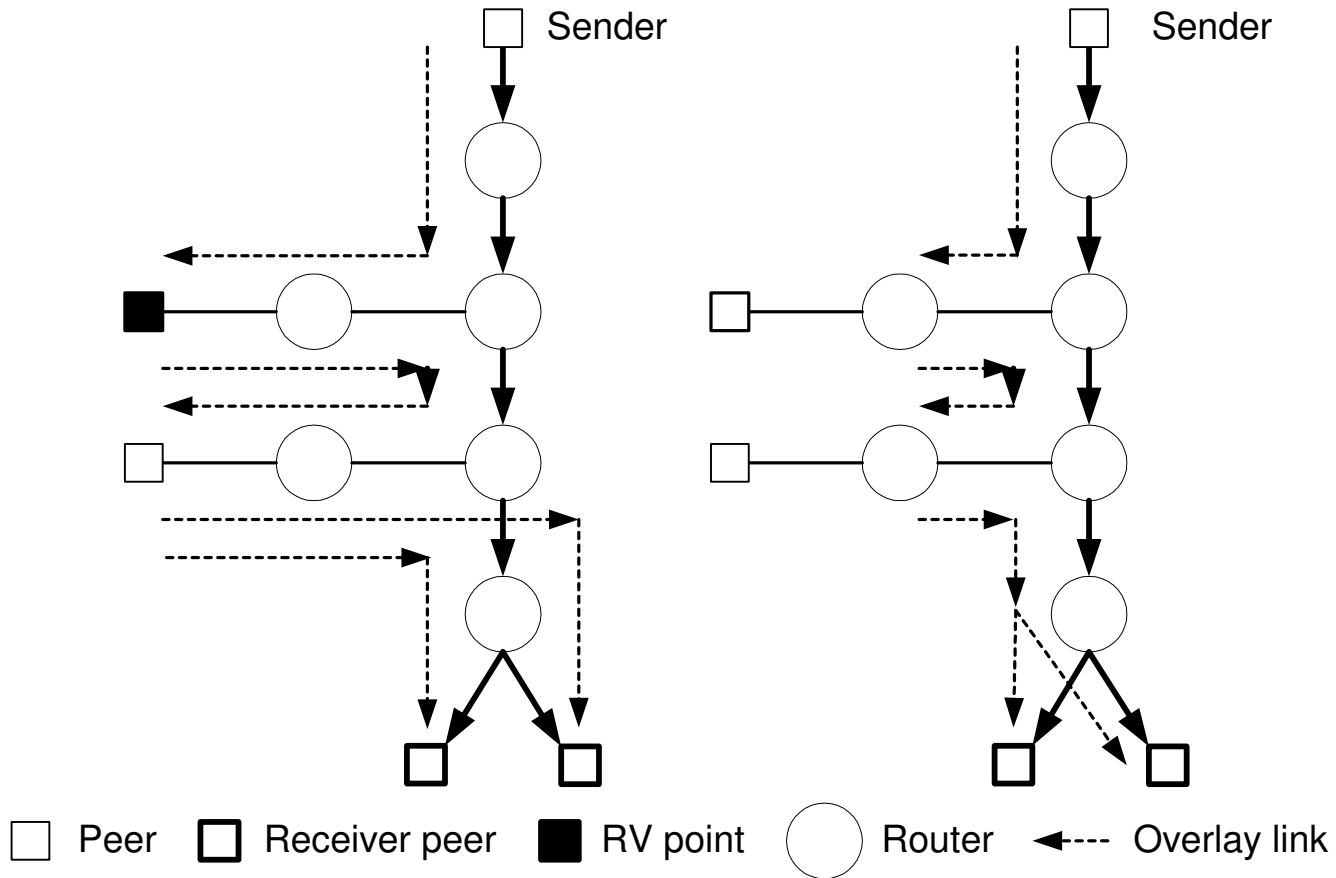 Sender
Sender
Peer
Receiver peer
RV point
Router
Overlay link